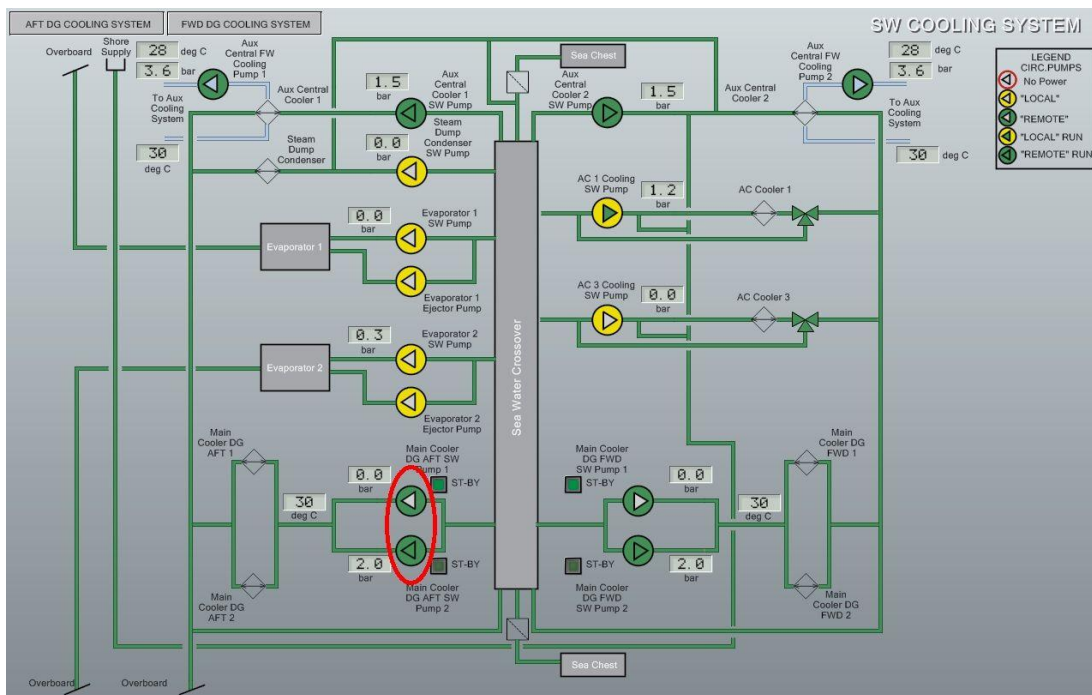 AFT DG COOLING SYSTEM
FWD DG COOLING SYSTEM
SW COOLING SYSTEM
Overboard
Shore
Supply
28 deg C
3.6 bar
Aux
Central FW
Cooling
Pump 1
To Aux
Cooling
System
30
deg C
Aux Central
Cooler 1
1.5
bar
Aux
Central
Cooler 1
SW Pump
Steam
Dump
Condenser
0.0
bar
Steam
Dump
Condenser
SW Pump
Sea Chest
Aux
Central
Cooler 2
SW Pump
1.5
bar
Aux Central
Cooler 2
Aux
Central FW
Cooling
Pump 2
28
deg C
3.6
bar
To Aux
Cooling
System
30 deg C
LEGEND
CIRC.PUMPS
No Power
"LOCAL"
"REMOTE"
"LOCAL" RUN
"REMOTE" RUN
Evaporator 1
0.0
bar
Evaporator 1
SW Pump
Evaporator 1
Ejector Pump
Evaporator 2
0.3
bar
Evaporator 2
SW Pump
Evaporator 2
Ejector Pump
Sea Water Crossover
AC 1 Cooling
SW Pump
1.2
bar
AC Cooler 1
AC 3 Cooling
SW Pump
0.0
bar
AC Cooler 3
Main
Cooler DG
AFT 1
30
deg C
0.0
bar
Main Cooler
DG AFT SW
Pump 1
ST-BY
2.0
bar
ST-BY
Main Cooler
DG AFT SW
Pump 2
Main
Cooler DG
AFT 2
Main Cooler
DG FWD
SW Pump 1
ST-BY
0.0
bar
ST-BY
Main Cooler
DG FWD
SW Pump 2
2.0
bar
30
deg C
Main
Cooler DG
FWD 1
Main
Cooler DG
FWD 2
Sea Chest
Overboard
Overboard